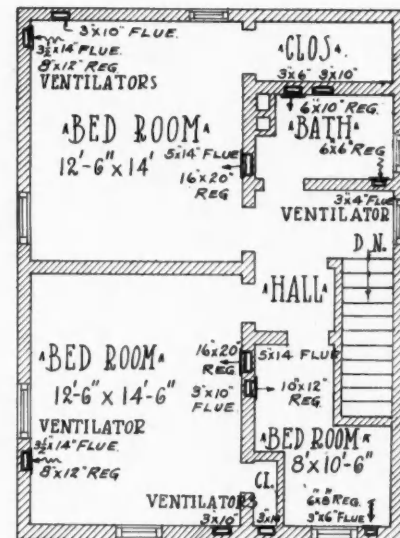 3"x10" FLUE.
3½"x14" FLUE.
8"x12" REG
VENTILATORS
CLOS.
3"x6" 3"x10"
6"x10" REG.
BATH
6"x6" REG
BED ROOM
12'-6" x 14'
5"x14" FLUE
16"x20"
REG
3"x4" FLUE
VENTILATOR
D.N.
HALL
BED ROOM
12'-6" x 14'-6"
16"x20"
REG
5"x14 FLUE
3"x10"
FLUE.
10"x12"
REG.
VENTILATOR
3½"x14" FLUE.
8"x12" REG
BED ROOM
8'x10'-6"
CL.
6"x8" REG.
3"x6" FLUE
VENTILATORS
3"x10"